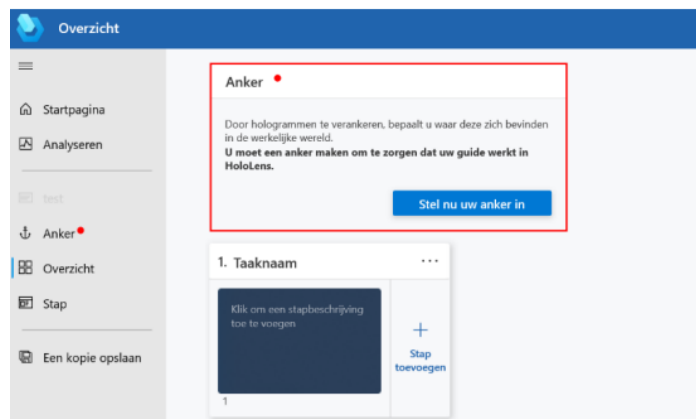 Overzicht
Startpagina
Analyseren
test
Anker
Overzicht
Stap
Een kopie opslaan
Anker
Door hologrammen te verankeren, bepaalt u waar deze zich bevinden
in de werkelijke wereld.
U moet een anker maken om te zorgen dat uw guide werkt in
HoloLens.
Stel nu uw anker in
1. Taaknaam
Klik om een stapbeschrijving
toe te voegen
1
Stap
toevoegen